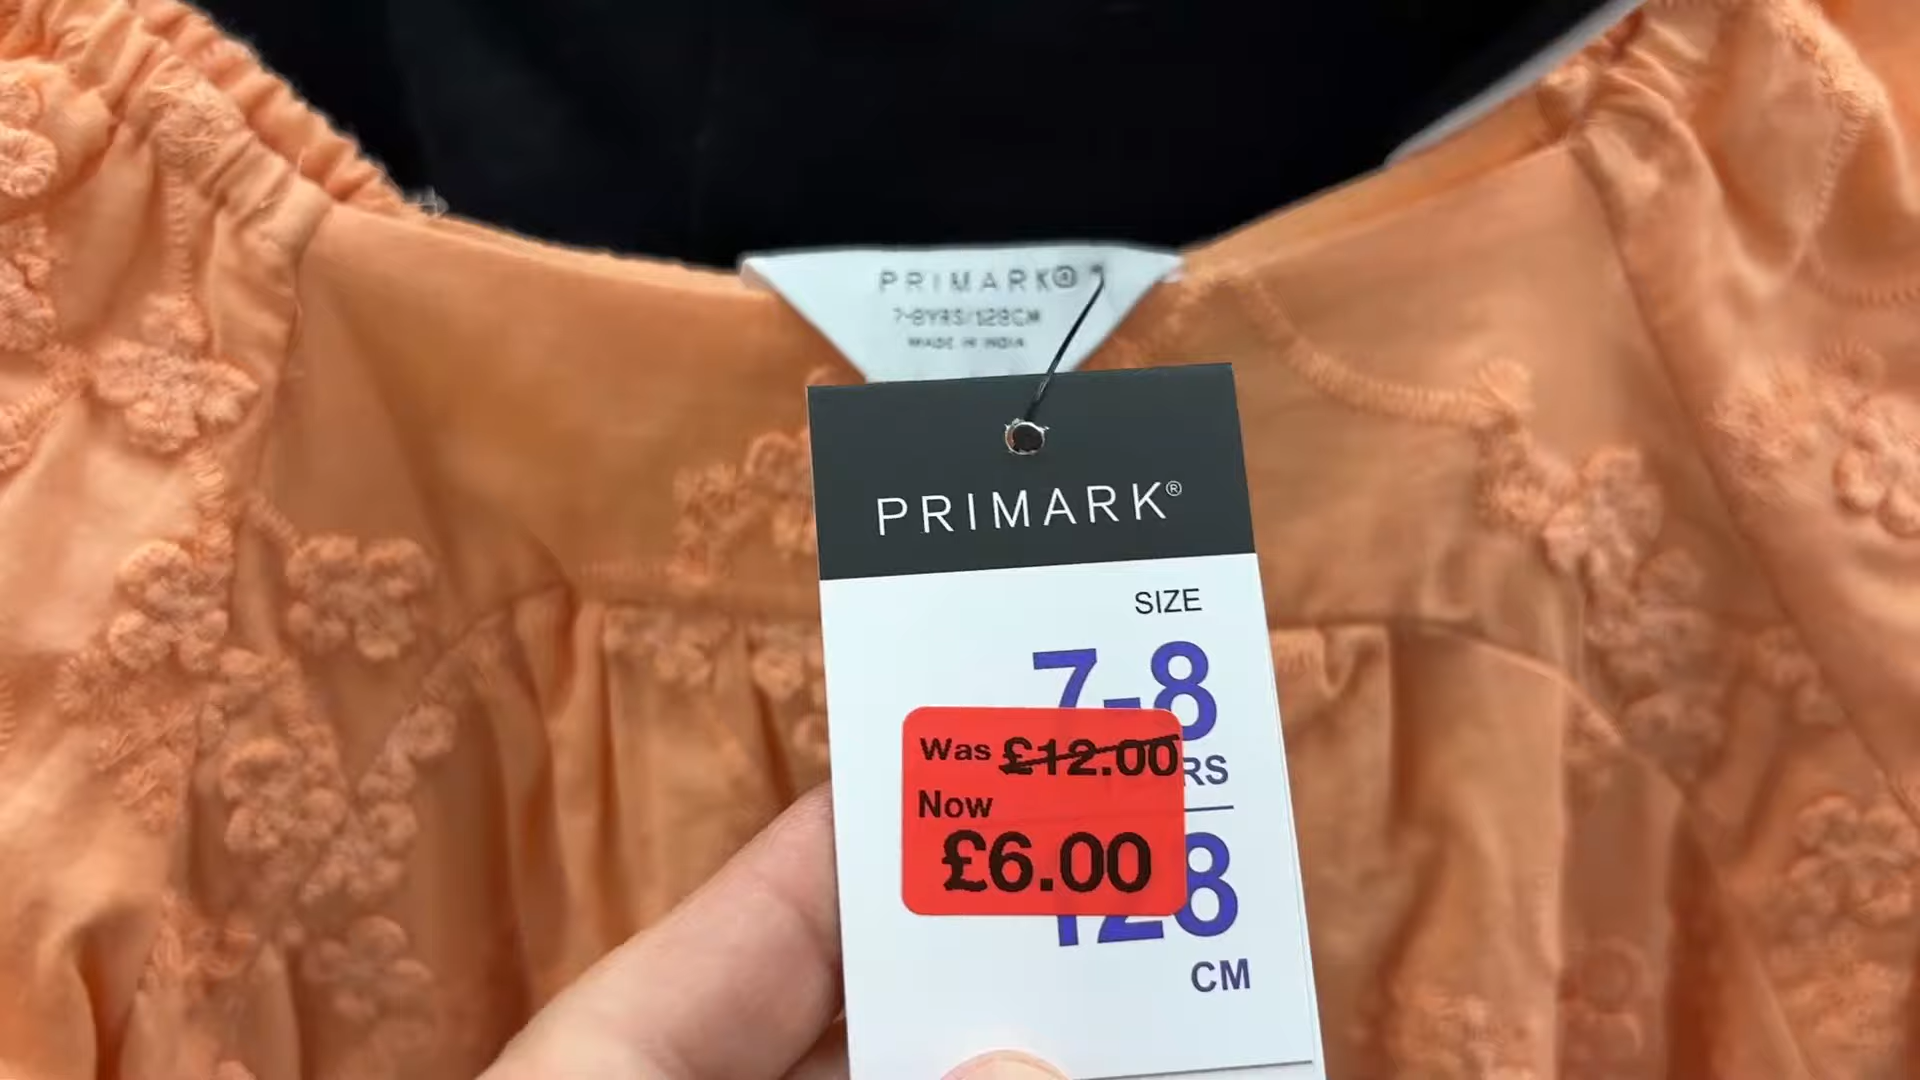 PRIMARK®
7-8YRS/128CM
MADE IN INDIA
PRIMARK®
SIZE
7-8
RS
Was £12.00
Now
£6.00
128
CM